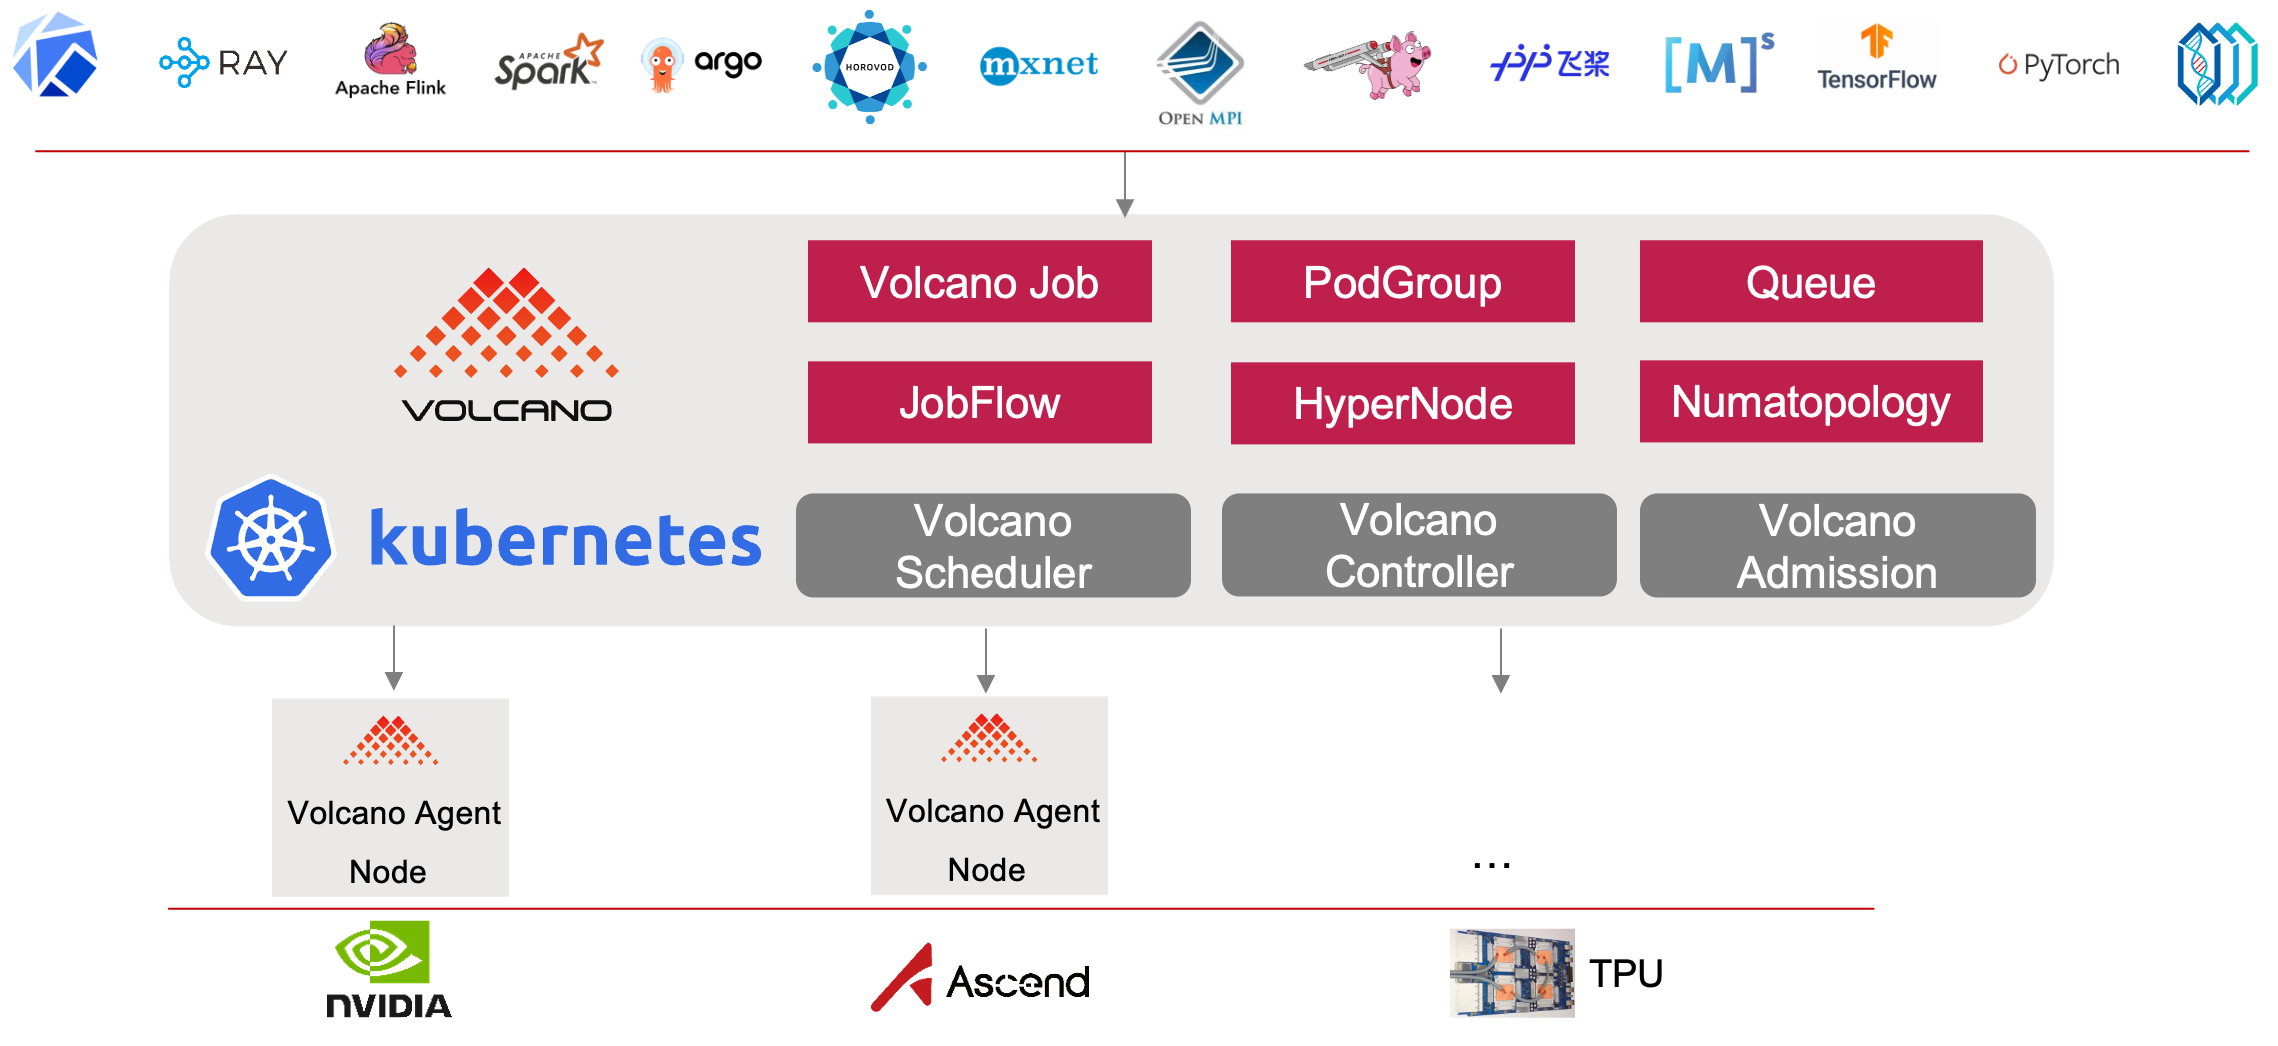 RAY
Apache Flink
APACHE
Spark
argo
HOROVOD
mxnet
OPEN MPI
飞桨
[M]s
TensorFlow
PyTorch
Volcano Job
PodGroup
Queue
VOLCANO
JobFlow
HyperNode
Numatopology
kubernetes
Volcano
Scheduler
Volcano
Controller
Volcano
Admission
Volcano Agent
Node
Volcano Agent
Node
...
NVIDIA
Ascend
TPU